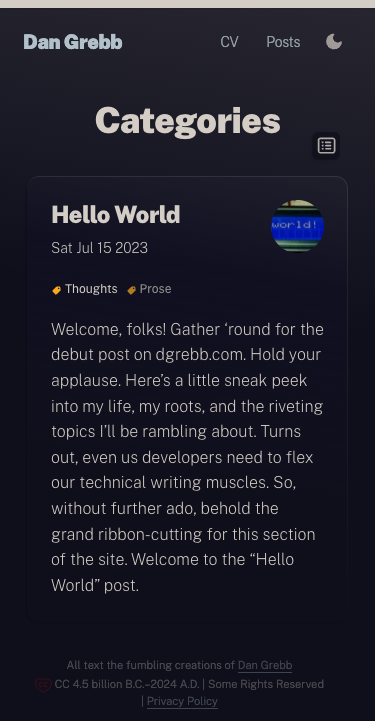 Dan Grebb
CV
Posts
Categories
Hello World
Sat Jul 15 2023
world!
Thoughts
Prose
Welcome, folks! Gather ‘round for the
debut post on dgrebb.com. Hold your
applause. Here’s a little sneak peek
into my life, my roots, and the riveting
topics I’ll be rambling about. Turns
out, even us developers need to flex
our technical writing muscles. So,
without further ado, behold the
grand ribbon-cutting for this section
of the site. Welcome to the “Hello
World” post.
All text the fumbling creations of Dan Grebb
CC 4.5 billion B.C.–2024 A.D. | Some Rights Reserved
| Privacy Policy